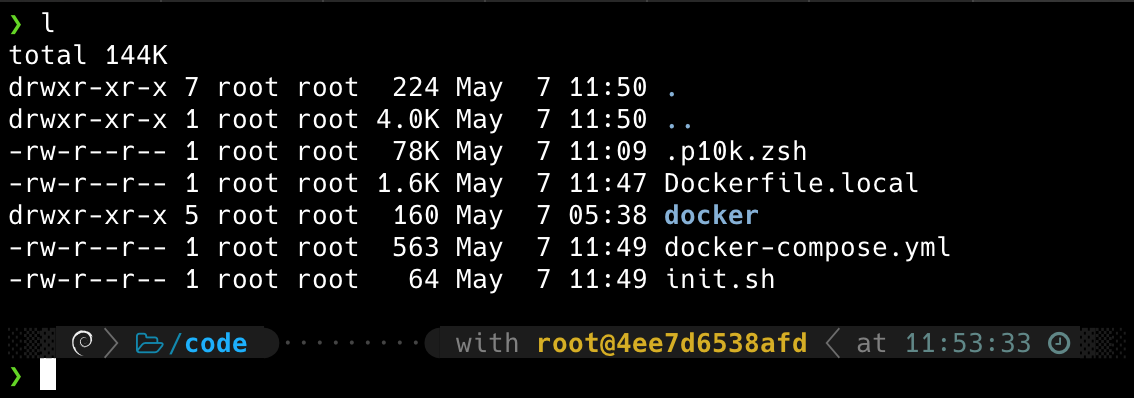 ❯ l
total 144K
drwxr-xr-x 7 root root  224 May  7 11:50 .
drwxr-xr-x 1 root root 4.0K May  7 11:50 ..
-rw-r--r-- 1 root root  78K May  7 11:09 .p10k.zsh
-rw-r--r-- 1 root root 1.6K May  7 11:47 Dockerfile.local
drwxr-xr-x 5 root root  160 May  7 05:38 docker
-rw-r--r-- 1 root root  563 May  7 11:49 docker-compose.yml
-rw-r--r-- 1 root root   64 May  7 11:49 init.sh
/code ········· with root@4ee7d6538afd at 11:53:33
❯